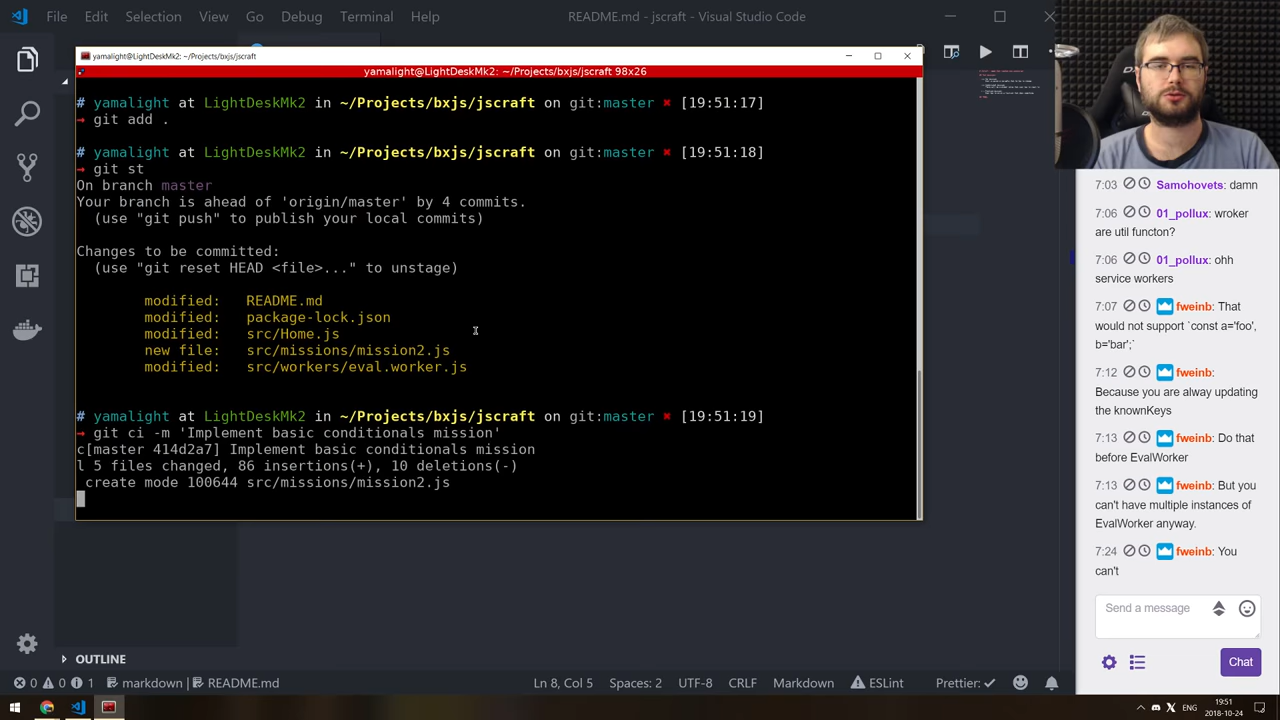 File Edit Selection View Go Debug Terminal Help README.md - jscraft - Visual Studio Code
yamalight@LightDeskMk2: ~/Projects/bxjs/jscraft
yamalight@LightDeskMk2: ~/Projects/bxjs/jscraft 98x26
# yamalight at LightDeskMk2 in ~/Projects/bxjs/jscraft on git:master ✖ [19:51:17]
→ git add .
# yamalight at LightDeskMk2 in ~/Projects/bxjs/jscraft on git:master ✖ [19:51:18]
→ git st
On branch master
Your branch is ahead of 'origin/master' by 4 commits.
(use "git push" to publish your local commits)
Changes to be committed:
(use "git reset HEAD <file>..." to unstage)
modified: README.md
modified: package-lock.json
modified: src/Home.js
new file: src/missions/mission2.js
modified: src/workers/eval.worker.js
# yamalight at LightDeskMk2 in ~/Projects/bxjs/jscraft on git:master ✖ [19:51:19]
→ git ci -m 'Implement basic conditionals mission'
c[master 414d2a7] Implement basic conditionals mission
l 5 files changed, 86 insertions(+), 10 deletions(-)
create mode 100644 src/missions/mission2.js
OUTLINE
0 0 1 markdown README.md Ln 8, Col 5 Spaces: 2 UTF-8 CRLF Markdown ESLint Prettier: ✓
7:03 Samohovets: damn
7:06 01_pollux: wroker
are util functon?
7:06 01_pollux: ohh
service workers
7:07 fweinb: That
would not support `const a='foo',
b='bar';`
7:12 fweinb:
Because you are alway updating
the knownKeys
7:13 fweinb: Do that
before EvalWorker
7:13 fweinb: But you
can't have multiple instances of
EvalWorker anyway.
7:24 fweinb: You
can't
Send a message
Chat
ENG
19:51
2018-10-24